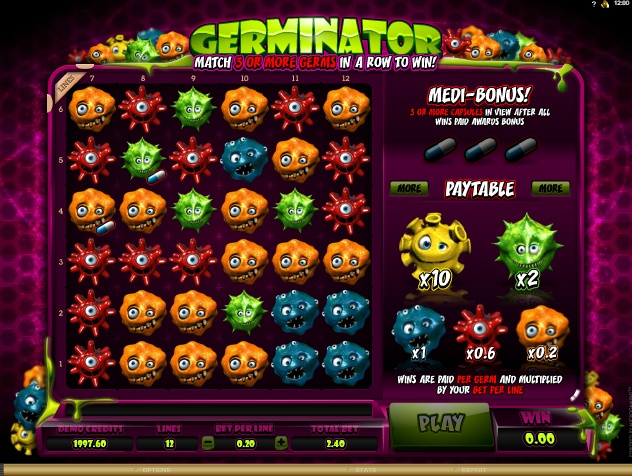 ? 12:00
GERMINATOR
MATCH 3 OR MORE GERMS IN A ROW TO WIN!
LINES
7 8 9 10 11 12
6
5
4
3
2
1
MEDI-BONUS!
3 OR MORE CAPSULES IN VIEW AFTER ALL
WINS PAID AWARDS BONUS
MORE PAYTABLE MORE
x10 x2
x1 x0.6 x0.2
WINS ARE PAID PER GERM AND MULTIPLIED
BY YOUR BET PER LINE
DEMO CREDITS LINES BET PER LINE TOTAL BET
1997.60 12 - 0.20 + 2.40
PLAY
WIN
0.00
OPTIONS STATS EXPERT